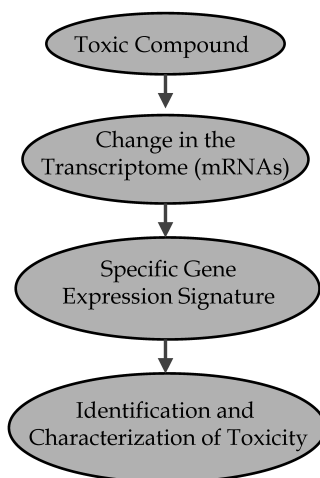 Toxic Compound
Change in the
Transcriptome (mRNAs)
Specific Gene
Expression Signature
Identification and
Characterization of Toxicity